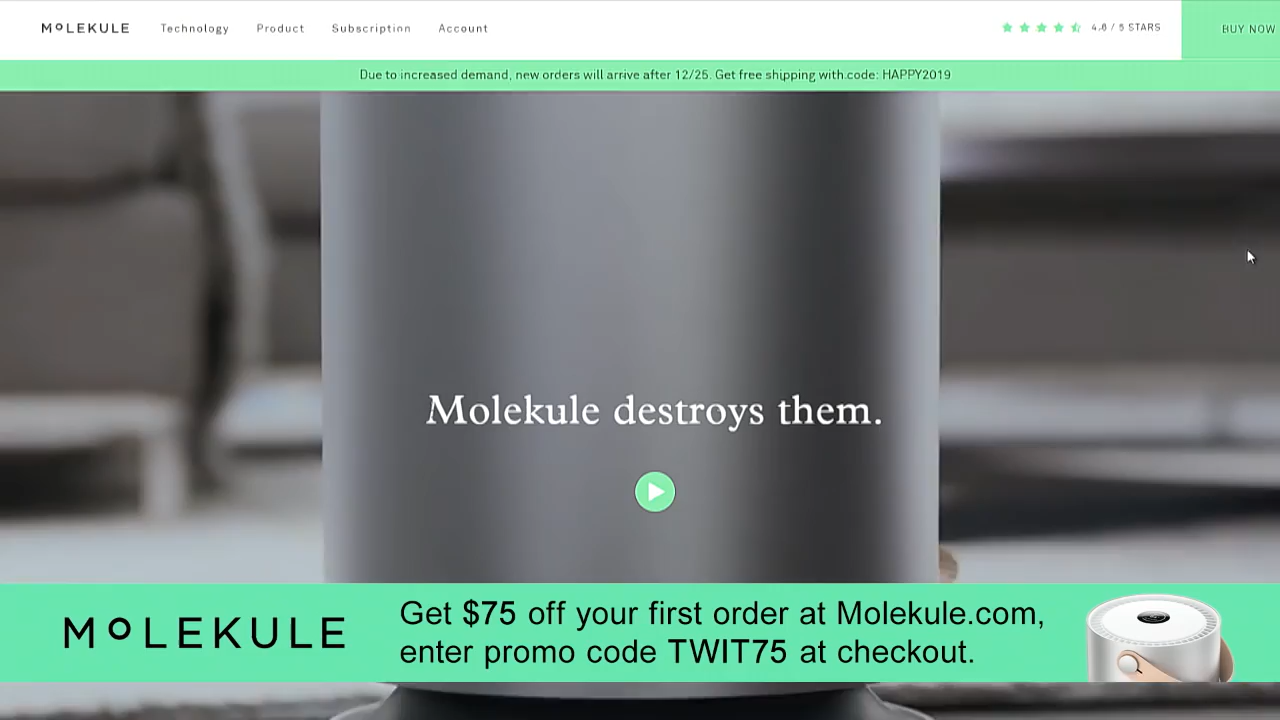 MOLEKULE Technology Product Subscription Account 4.6 / 5 STARS BUY NOW
Due to increased demand, new orders will arrive after 12/25. Get free shipping with code: HAPPY2019
Molekule destroys them.
MOLEKULE
Get $75 off your first order at Molekule.com,
enter promo code TWIT75 at checkout.